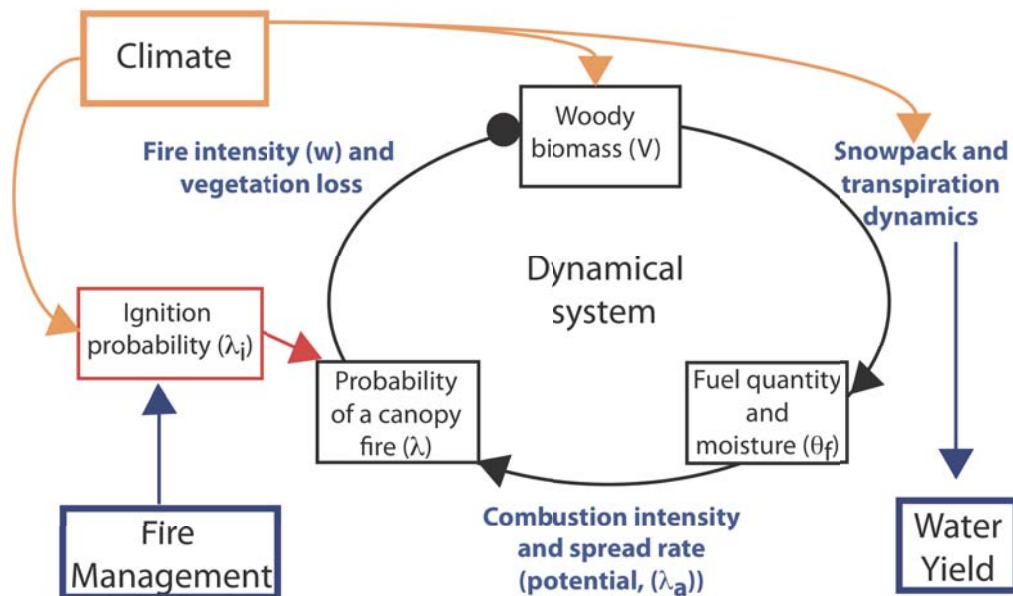 Climate
Woody
biomass (V)
Fire intensity (w) and
vegetation loss
Snowpack and
transpiration
dynamics
Dynamical
system
Ignition
probability (λi)
Probability
of a canopy
fire (λ)
Fuel quantity
and
moisture (θf)
Combustion intensity
and spread rate
(potential, (λa))
Fire
Management
Water
Yield